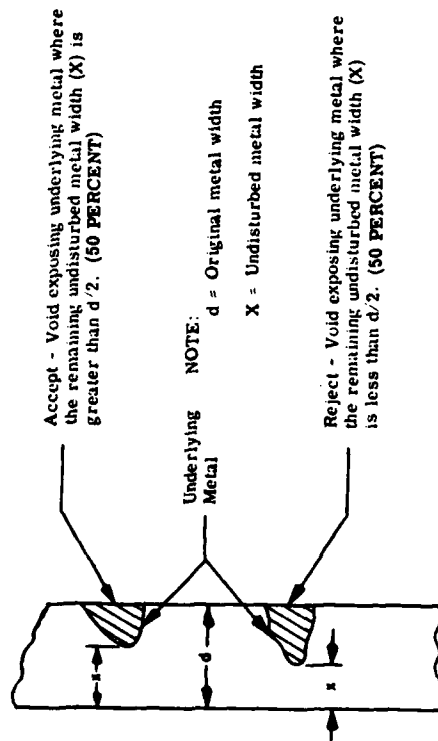 Accept - Void exposing underlying metal where
the remaining undisturbed metal width (X) is
greater than d/2. (50 PERCENT)
Underlying
Metal
NOTE:
d = Original metal width
X = Undisturbed metal width
Reject - Void exposing underlying metal where
the remaining undisturbed metal width (X)
is less than d/2. (50 PERCENT)
x
d
x